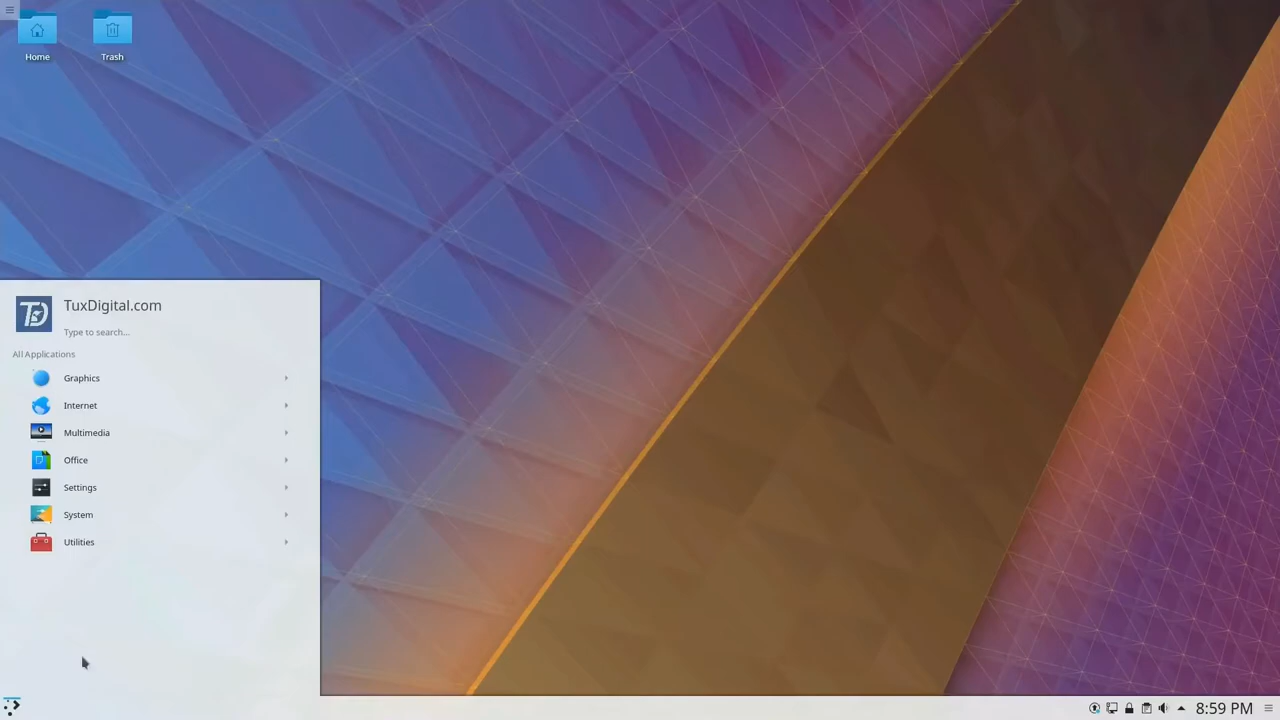 Home
Trash
TD
TuxDigital.com
Type to search...
All Applications
Graphics
Internet
Multimedia
Office
Settings
System
Utilities
8:59 PM